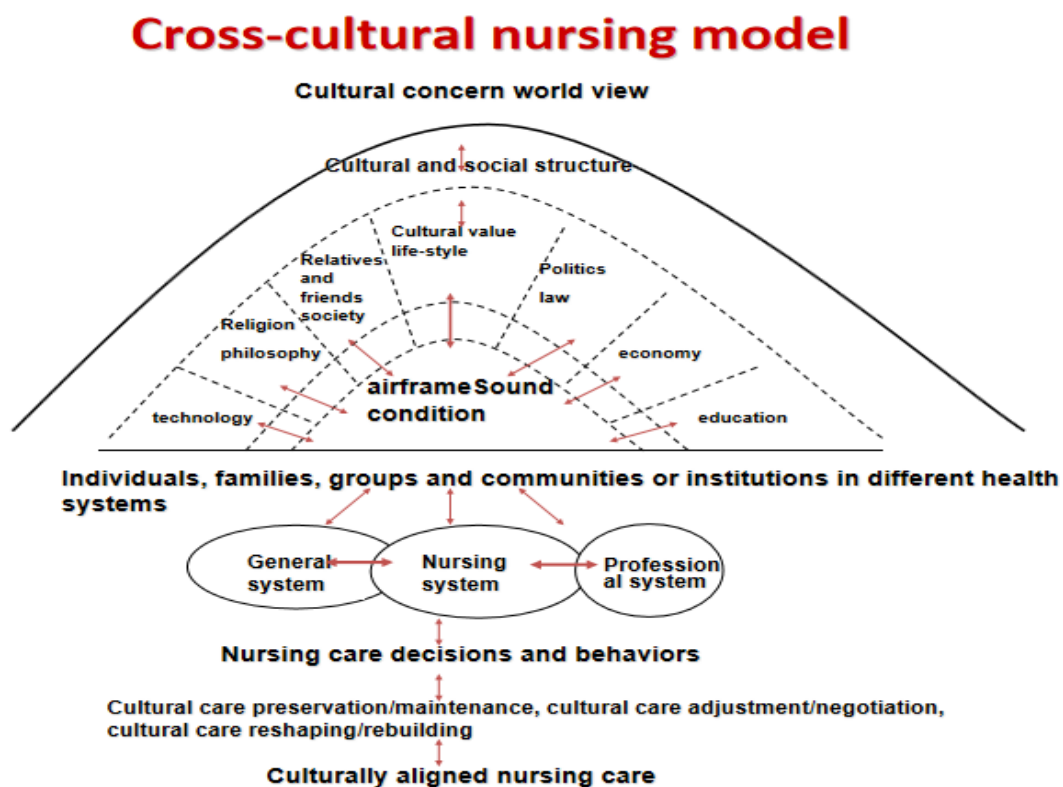 Cross-cultural nursing model
Cultural concern world view
Cultural and social structure
Cultural value
life-style
Relatives
and
friends
society
Politics
law
Religion
philosophy
economy
airframeSound
condition
technology
education
Individuals, families, groups and communities or institutions in different health
systems
General
system
Nursing
system
Profession
al system
Nursing care decisions and behaviors
Cultural care preservation/maintenance, cultural care adjustment/negotiation,
cultural care reshaping/rebuilding
Culturally aligned nursing care